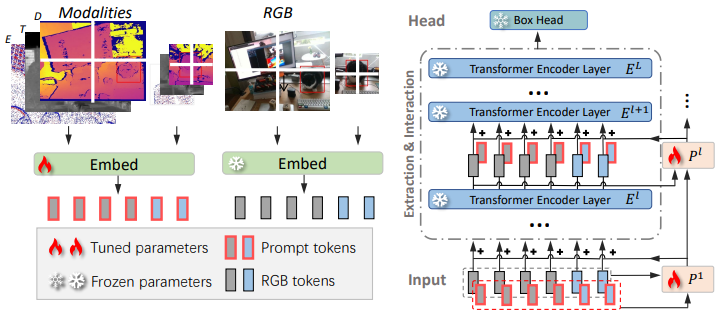 Modalities
RGB
E T D
Embed
Embed
Tuned parameters
Prompt tokens
Frozen parameters
RGB tokens
Head
Box Head
Extraction & Interaction
Transformer Encoder Layer E^L
...
Transformer Encoder Layer E^{l+1}
+ + + + + +
P^l
Transformer Encoder Layer E^l
...
+ + + + + +
Input
P^1
...